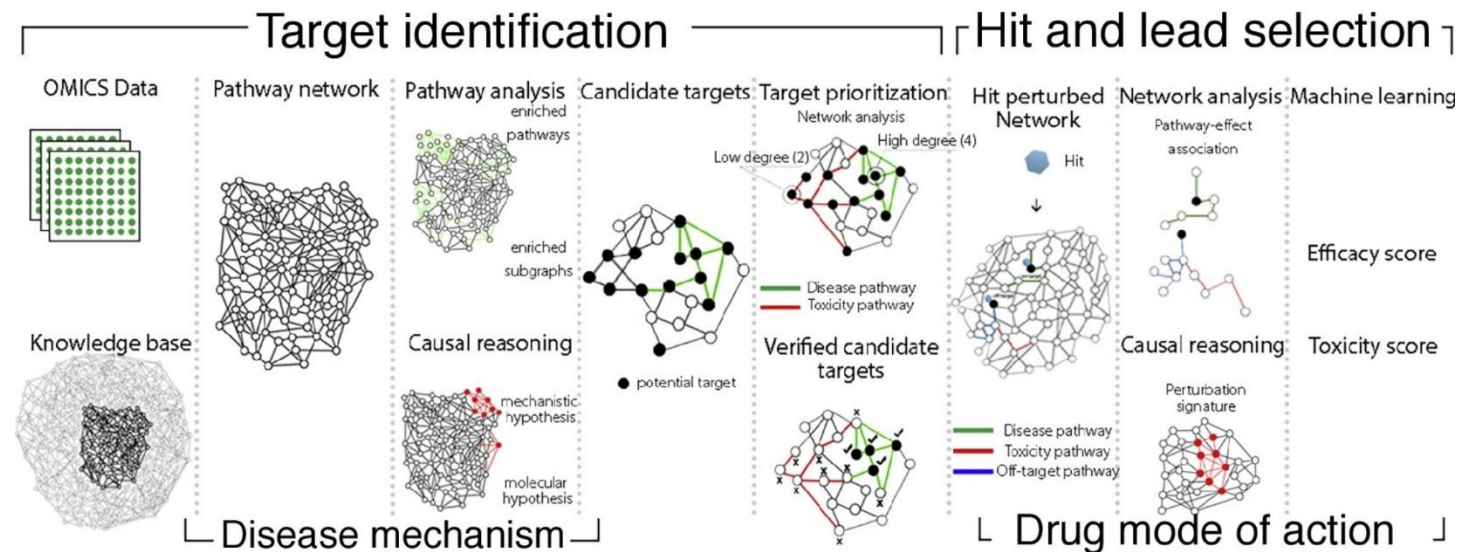 Target identification
Hit and lead selection
OMICS Data
Knowledge base
Pathway network
Pathway analysis
enriched
pathways
enriched
subgraphs
Causal reasoning
mechanistic
hypothesis
molecular
hypothesis
Candidate targets
potential target
Target prioritization
Network analysis
Low degree (2)
High degree (4)
Disease pathway
Toxicity pathway
Verified candidate
targets
Hit perturbed
Network
Hit
Disease pathway
Toxicity pathway
Off-target pathway
Network analysis
Pathway-effect
association
Causal reasoning
Perturbation
signature
Machine learning
Efficacy score
Toxicity score
Disease mechanism
Drug mode of action